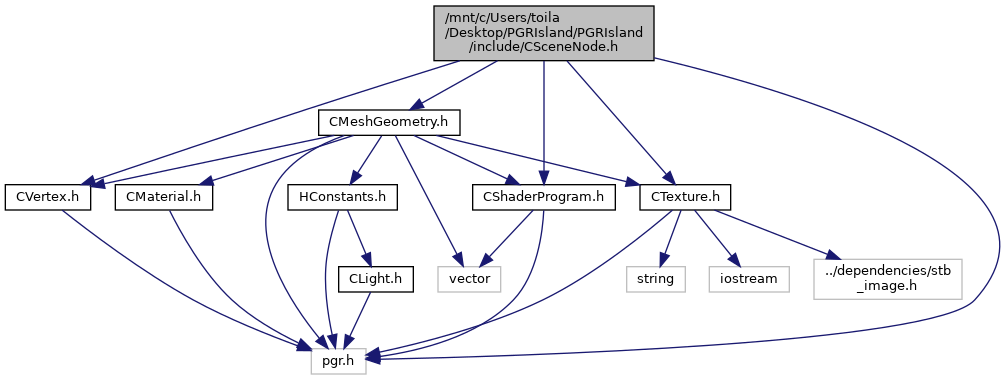 /mnt/c/Users/toila
/Desktop/PGRIsland/PGRIsland
/include/CSceneNode.h
CMeshGeometry.h
CVertex.h
CMaterial.h
HConstants.h
CShaderProgram.h
CTexture.h
CLight.h
vector
string
iostream
../dependencies/stb
_image.h
pgr.h